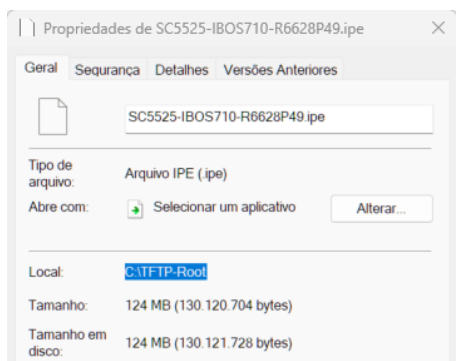 Propriedades de SC5525-IBOS710-R6628P49.ipe
Geral Segurança Detalhes Versões Anteriores
SC5525-IBOS710-R6628P49.ipe
Tipo de
arquivo:
Arquivo IPE (.ipe)
Abre com: Selecionar um aplicativo Alterar...
Local: C:\TFTP-Root
Tamanho: 124 MB (130.120.704 bytes)
Tamanho em
disco:
124 MB (130.121.728 bytes)